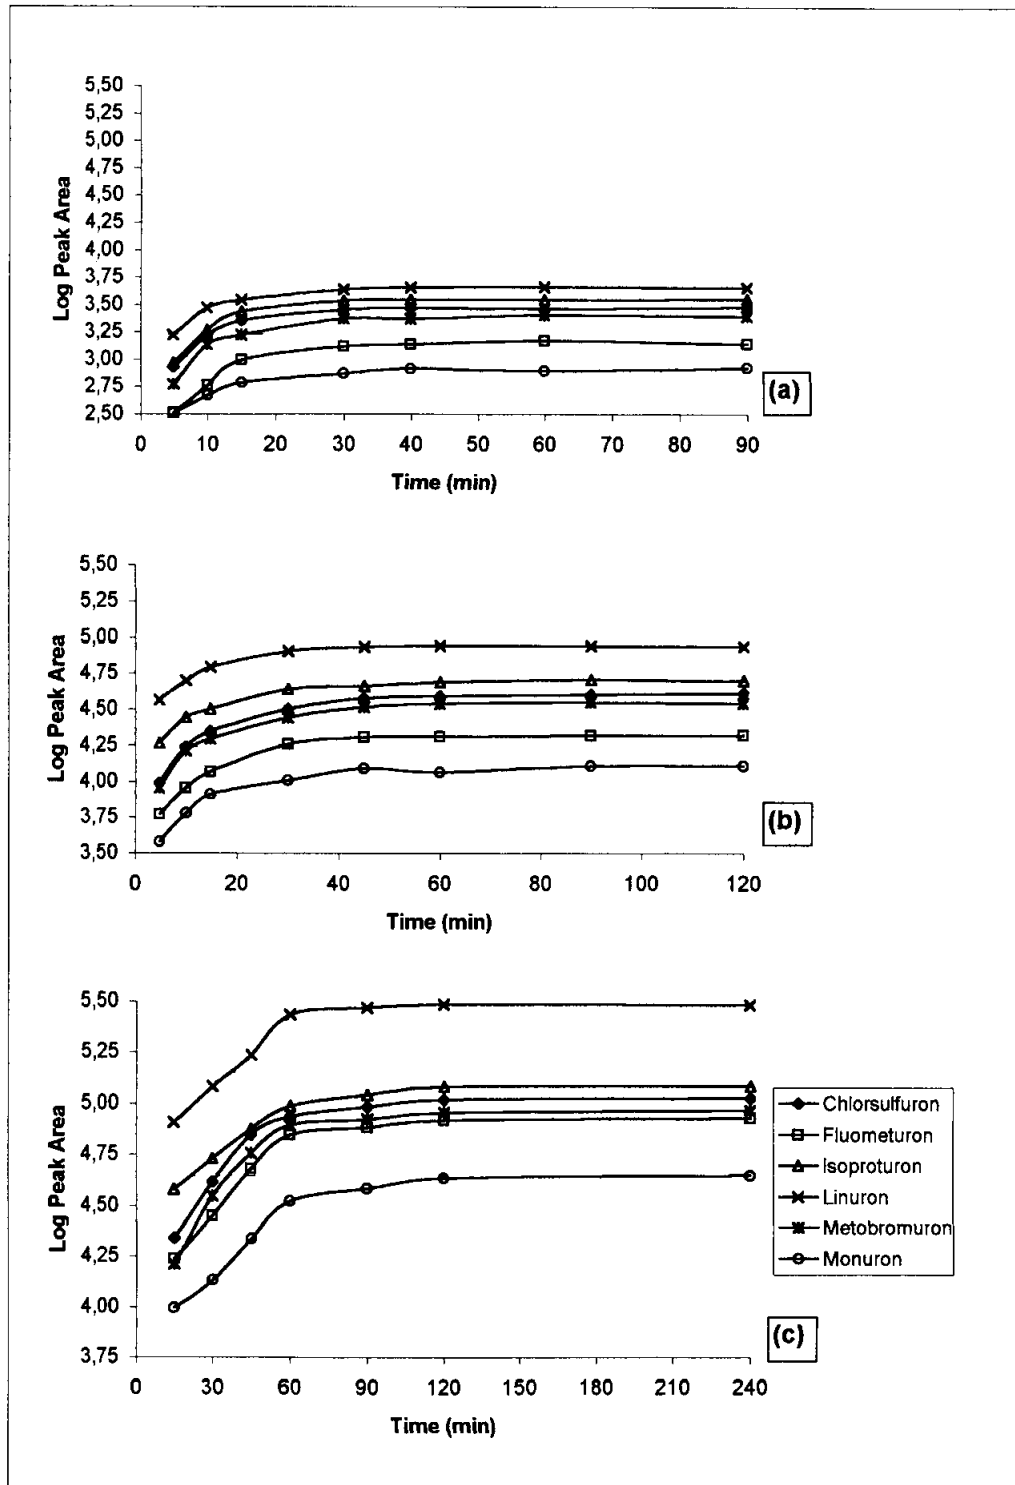 5,50
5,25
5,00
4,75
4,50
4,25
4,00
3,75
3,50
3,25
3,00
2,75
2,50
Log Peak Area
0 10 20 30 40 50 60 70 80 90
Time (min)
(a)
5,50
5,25
5,00
4,75
4,50
4,25
4,00
3,75
3,50
Log Peak Area
0 20 40 60 80 100 120
Time (min)
(b)
5,50
5,25
5,00
4,75
4,50
4,25
4,00
3,75
Log Peak Area
0 30 60 90 120 150 180 210 240
Time (min)
Chlorsulfuron
Fluometuron
Isoproturon
Linuron
Metobromuron
Monuron
(c)